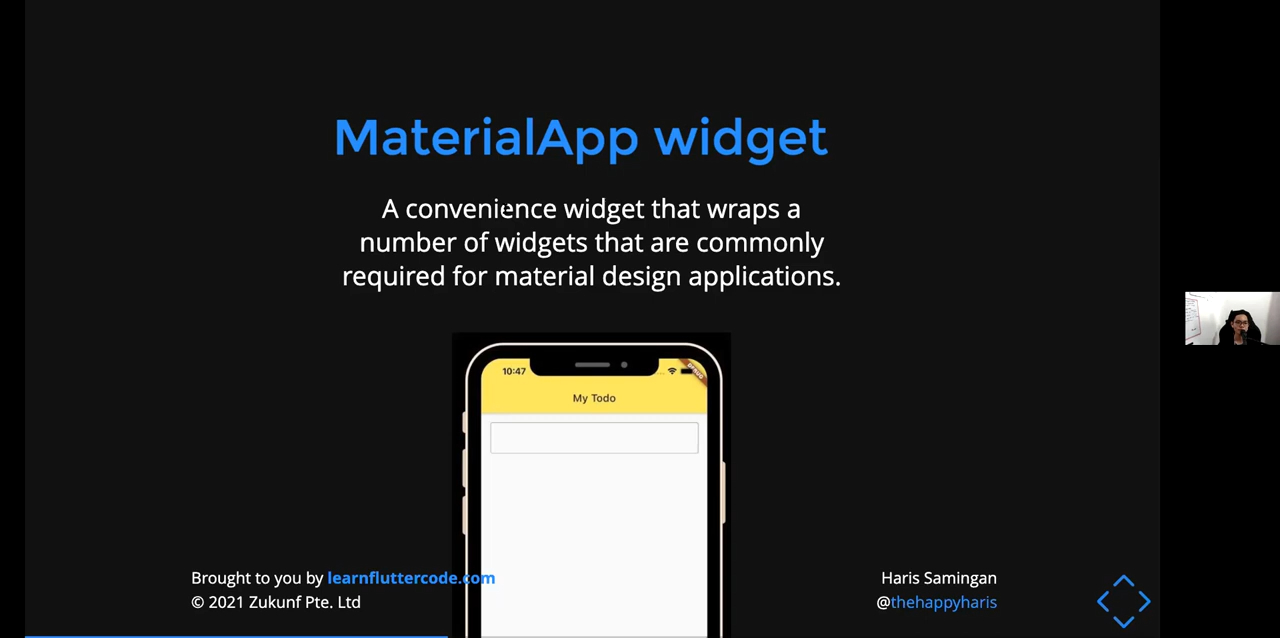 MaterialApp widget
A convenience widget that wraps a
number of widgets that are commonly
required for material design applications.
10:47
My Todo
Brought to you by learnfluttercode.com
© 2021 Zukunf Pte. Ltd
Haris Samingan
@thehappyharis